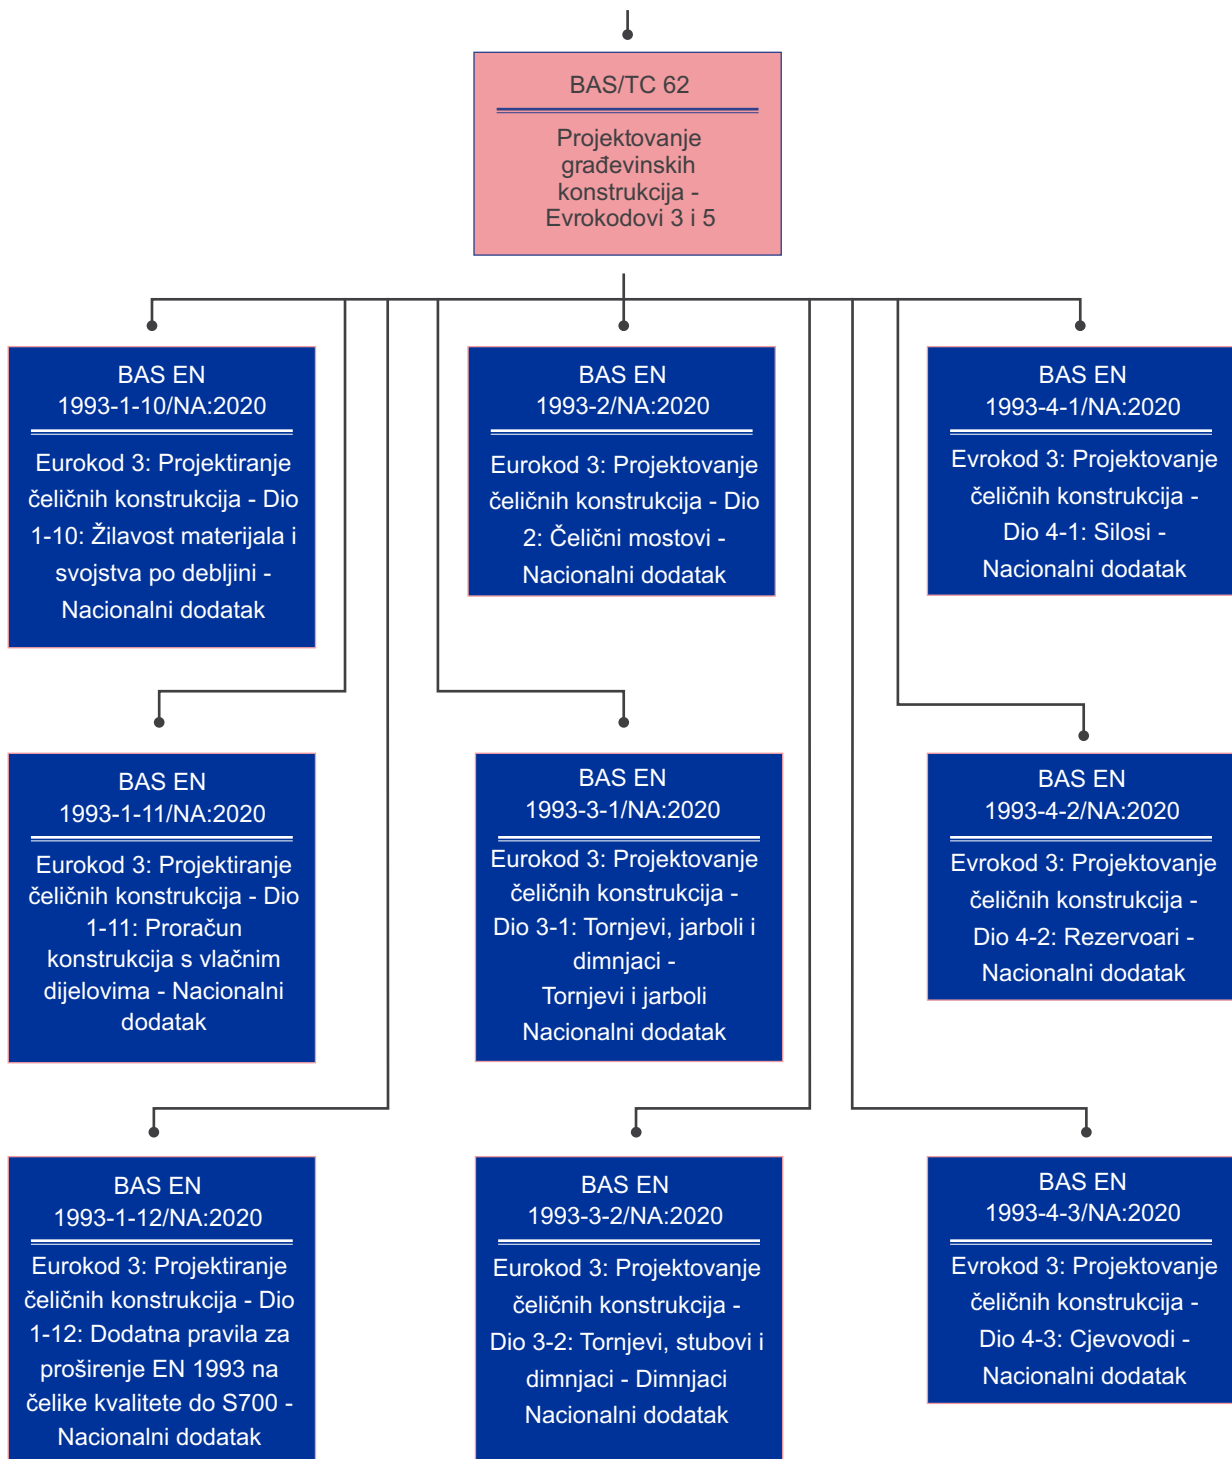 BAS/TC 62
Projektovanje
građevinskih
konstrukcija -
Evrokodovi 3 i 5
BAS EN
1993-1-10/NA:2020
Eurokod 3: Projektiranje
čeličnih konstrukcija - Dio
1-10: Žilavost materijala i
svojstva po debljini -
Nacionalni dodatak
BAS EN
1993-2/NA:2020
Eurokod 3: Projektovanje
čeličnih konstrukcija - Dio
2: Čelični mostovi -
Nacionalni dodatak
BAS EN
1993-4-1/NA:2020
Evrokod 3: Projektovanje
čeličnih konstrukcija -
Dio 4-1: Silosi -
Nacionalni dodatak
BAS EN
1993-1-11/NA:2020
Eurokod 3: Projektiranje
čeličnih konstrukcija - Dio
1-11: Proračun
konstrukcija s vlačnim
dijelovima - Nacionalni
dodatak
BAS EN
1993-3-1/NA:2020
Eurokod 3: Projektovanje
čeličnih konstrukcija -
Dio 3-1: Tornjevi, jarboli i
dimnjaci -
Tornjevi i jarboli
Nacionalni dodatak
BAS EN
1993-4-2/NA:2020
Evrokod 3: Projektovanje
čeličnih konstrukcija -
Dio 4-2: Rezervoari -
Nacionalni dodatak
BAS EN
1993-1-12/NA:2020
Eurokod 3: Projektiranje
čeličnih konstrukcija - Dio
1-12: Dodatna pravila za
proširenje EN 1993 na
čelike kvalitete do S700 -
Nacionalni dodatak
BAS EN
1993-3-2/NA:2020
Eurokod 3: Projektovanje
čeličnih konstrukcija -
Dio 3-2: Tornjevi, stubovi i
dimnjaci - Dimnjaci
Nacionalni dodatak
BAS EN
1993-4-3/NA:2020
Evrokod 3: Projektovanje
čeličnih konstrukcija -
Dio 4-3: Cjevovodi -
Nacionalni dodatak